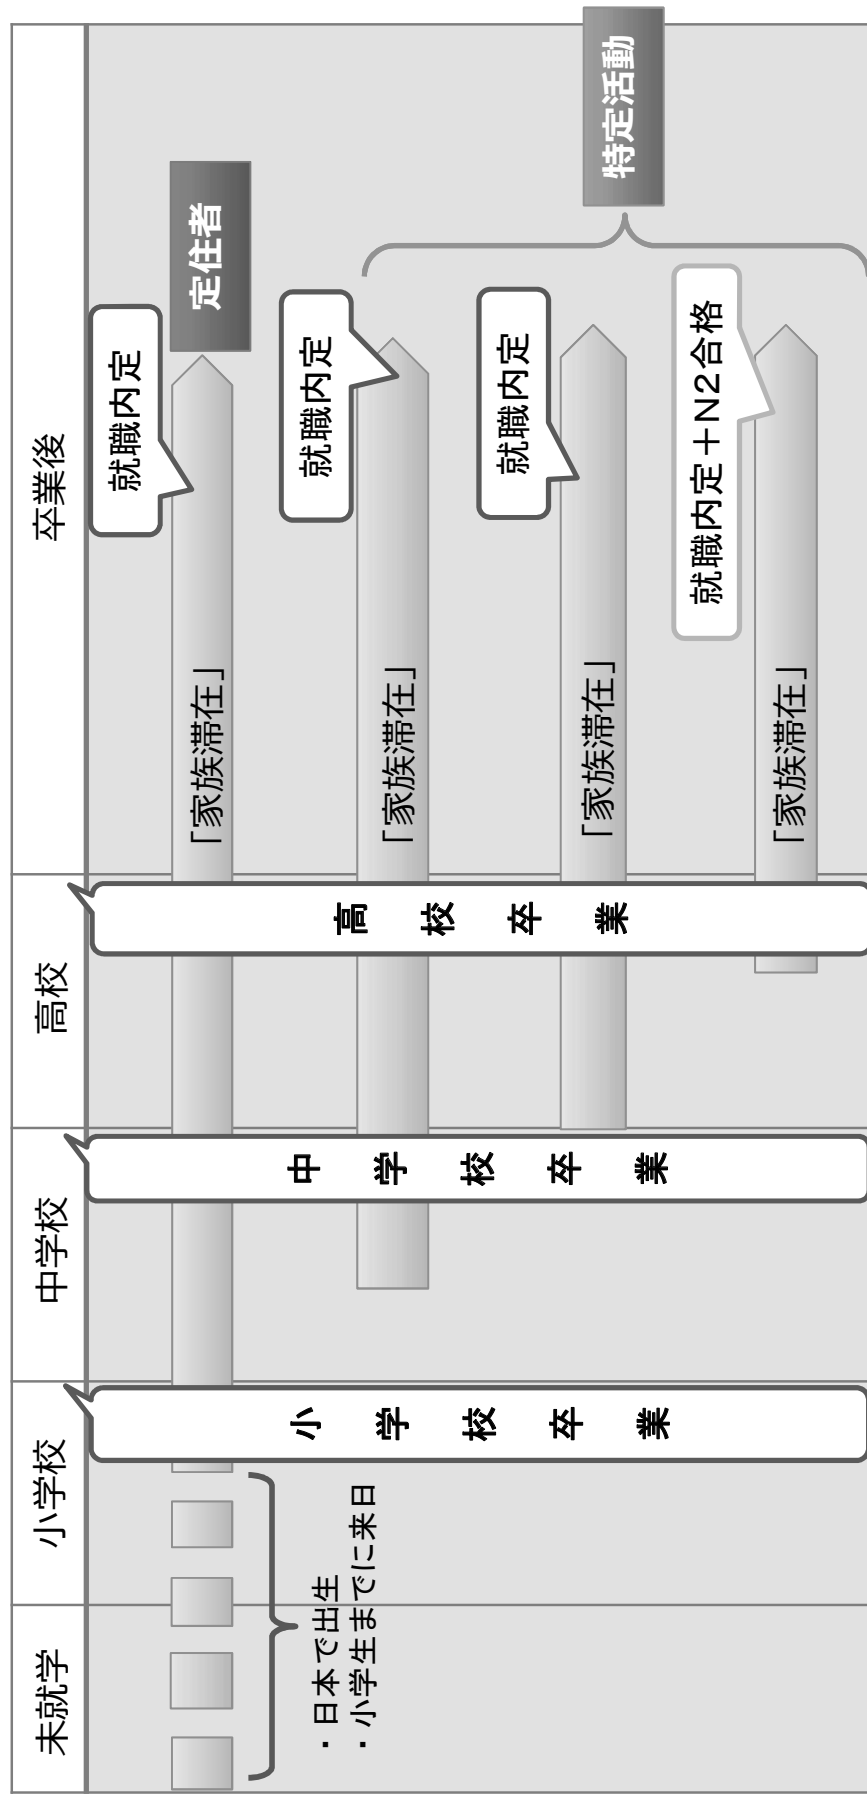 未就学
小学校
中学校
高校
卒業後
・日本で出生
・小学生までに来日
小学校卒業
中学校卒業
高校卒業
「家族滞在」
就職内定
定住者
「家族滞在」
就職内定
「家族滞在」
就職内定
「家族滞在」
就職内定＋N2合格
特定活動